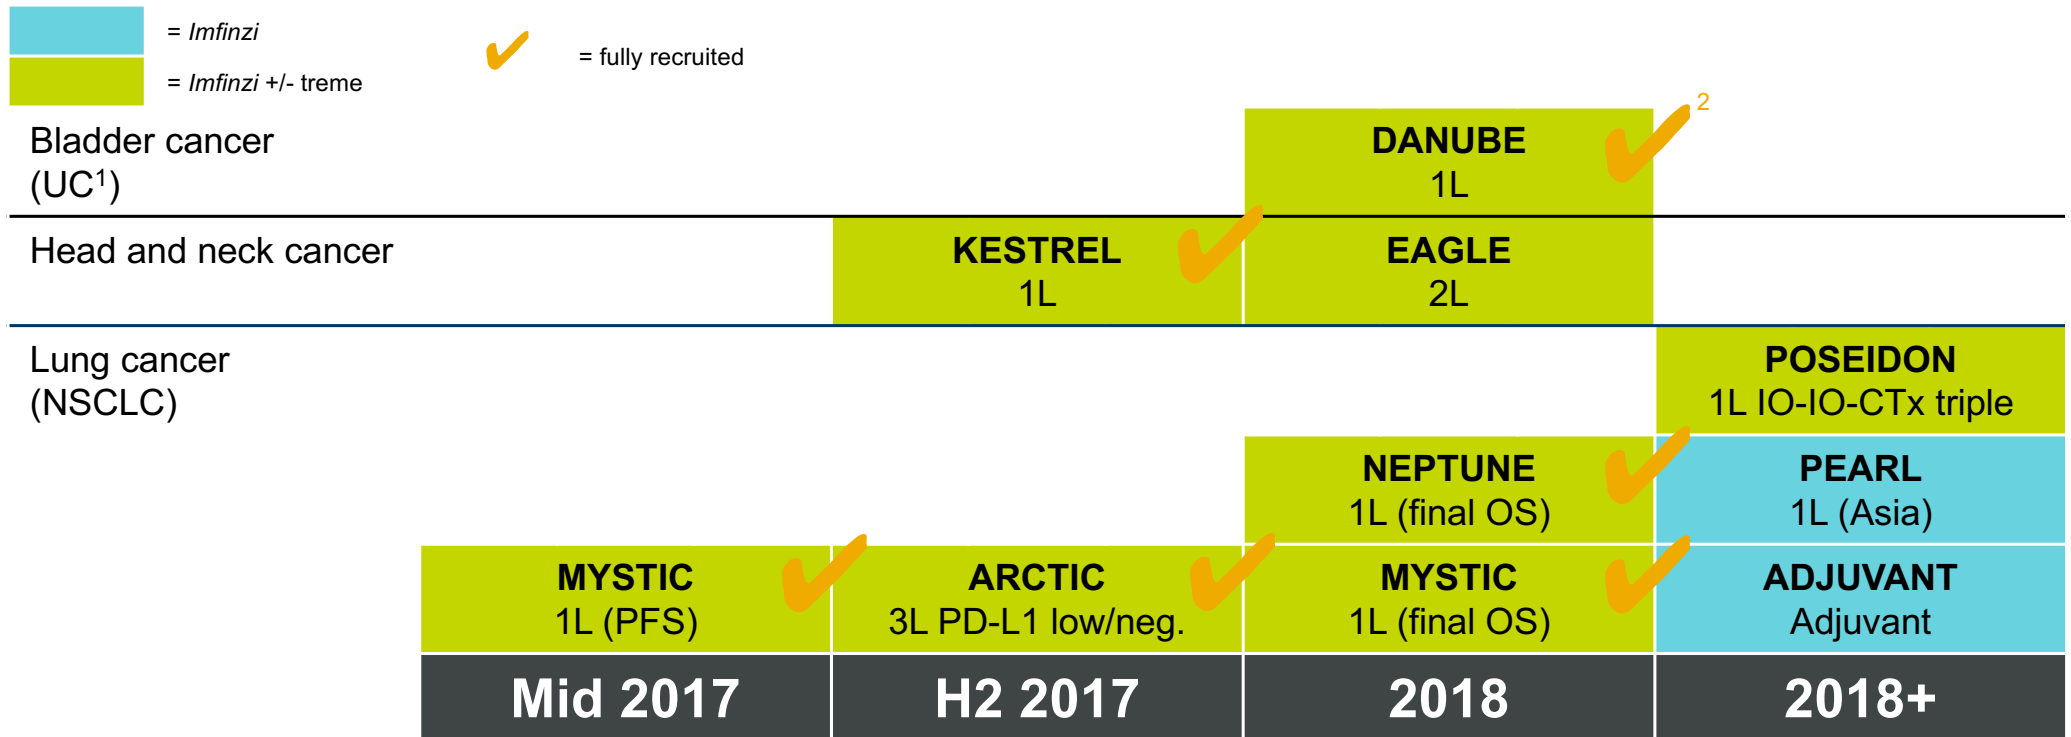 = Imfinzi
= fully recruited
= Imfinzi +/- treme
2
Bladder cancer
(UC¹)
DANUBE
1L
Head and neck cancer
KESTREL
1L
EAGLE
2L
Lung cancer
(NSCLC)
POSEIDON
1L IO-IO-CTx triple
NEPTUNE
1L (final OS)
PEARL
1L (Asia)
MYSTIC
1L (PFS)
ARCTIC
3L PD-L1 low/neg.
MYSTIC
1L (final OS)
ADJUVANT
Adjuvant
Mid 2017
H2 2017
2018
2018+